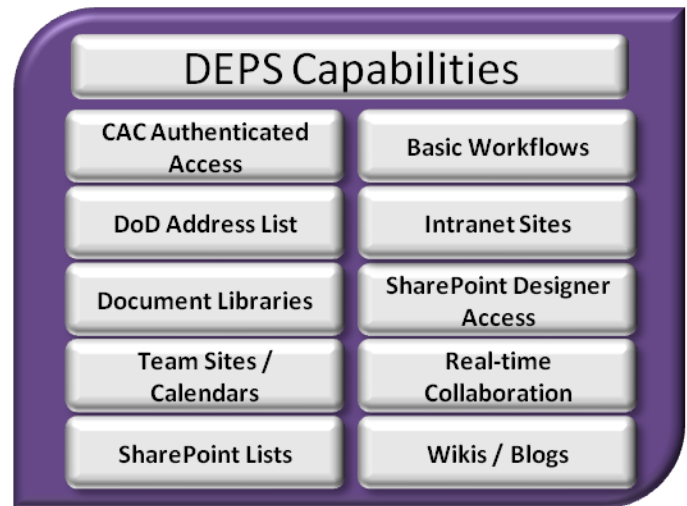 DEPS Capabilities
CAC Authenticated
Access
Basic Workflows
DoD Address List
Intranet Sites
Document Libraries
SharePoint Designer
Access
Team Sites /
Calendars
Real-time
Collaboration
SharePoint Lists
Wikis / Blogs